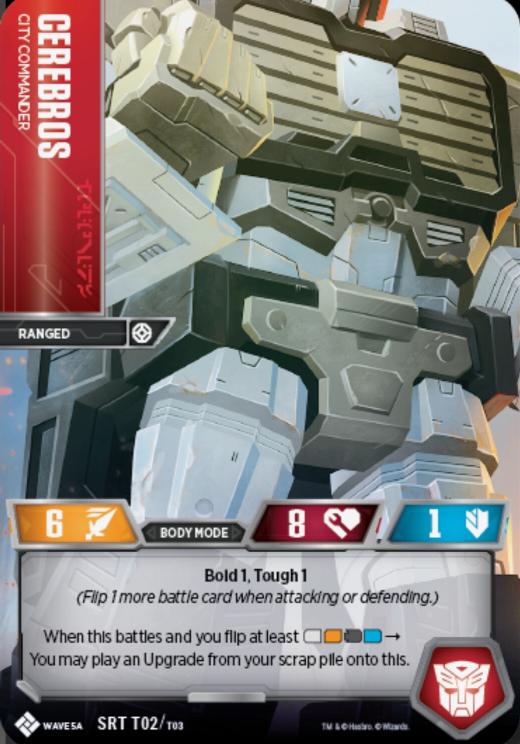 CEREBROS
CITY COMMANDER
RANGED
6
BODY MODE
8
1
Bold 1, Tough 1
(Flip 1 more battle card when attacking or defending.)
When this battles and you flip at least →
You may play an Upgrade from your scrap pile onto this.
WAVE 5A SRT T02/T03
TM & © Hasbro. © Wizards.